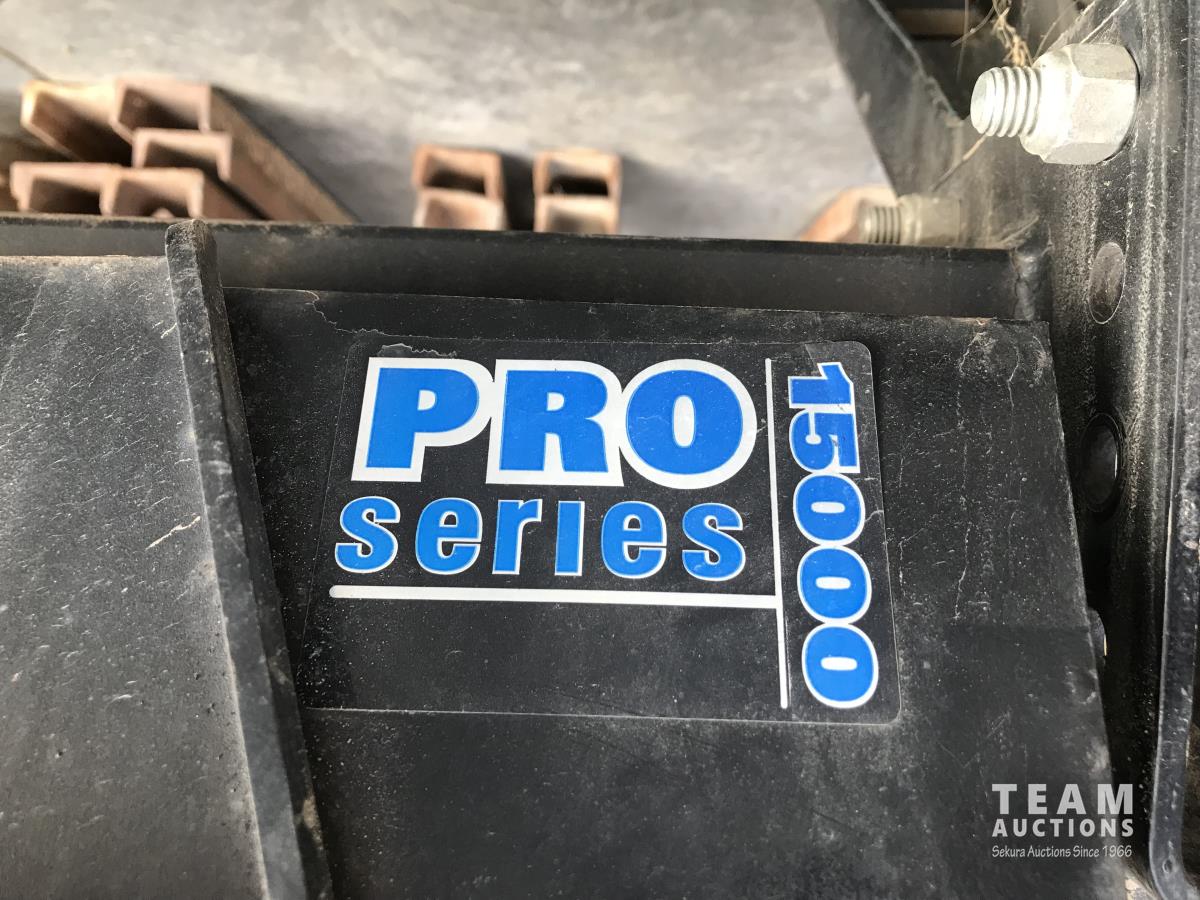 PRO
series
15000
TEAM
AUCTIONS
Sekura Auctions Since 1966